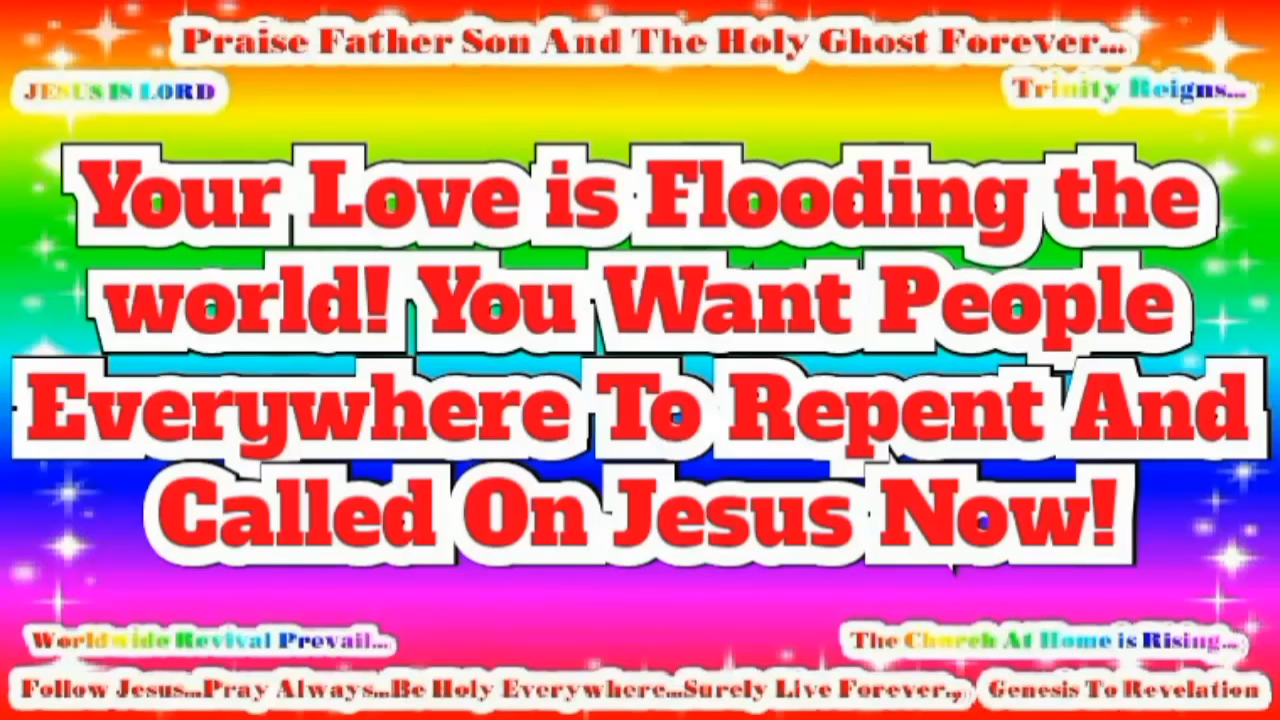 Praise Father Son And The Holy Ghost Forever...
JESUS IS LORD
Trinity Reigns...
Your Love is Flooding the
world! You Want People
Everywhere To Repent And
Called On Jesus Now!
Worldwide Revival Prevail...
The Church At Home is Rising...
Follow Jesus...Pray Always...Be Holy Everywhere...Surely Live Forever..,
Genesis To Revelation